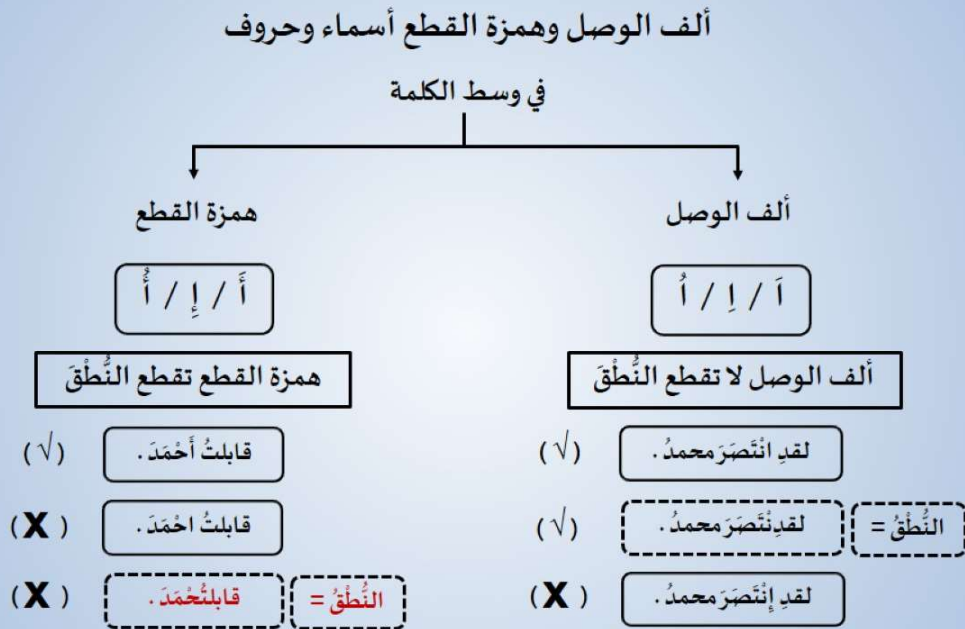 ألف الوصل وهمزة القطع أسماء وحروف
في وسط الكلمة
ألف الوصل
همزة القطع
اَ / اِ / اُ
أَ / إِ / أُ
ألف الوصل لا تقطع النُّطْقَ
همزة القطع تقطع النُّطْقَ
لقدِ انْتَصَرَ محمدُ . (√)
قابلتُ أَحْمَدَ . (√)
النُّطْقُ = لقدِنْتَصَرَ محمدُ . (√)
قابلتُ احْمَدَ . (X)
لقدِ إِنْتَصَرَ محمدُ . (X)
النُّطْقُ = قابلتُحْمَدَ . (X)